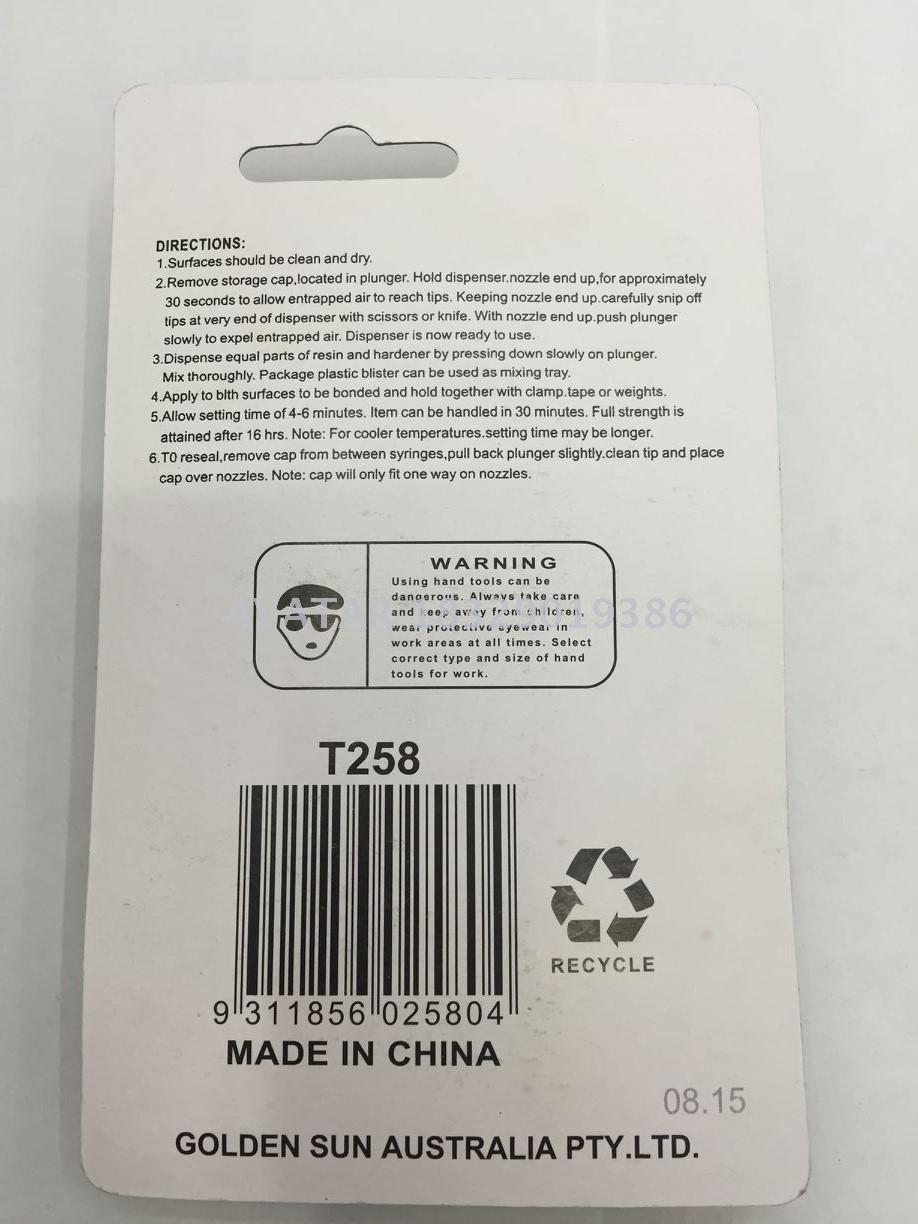 DIRECTIONS:
1.Surfaces should be clean and dry.
2.Remove storage cap,located in plunger. Hold dispenser.nozzle end up,for approximately
30 seconds to allow entrapped air to reach tips. Keeping nozzle end up.carefully snip off
tips at very end of dispenser with scissors or knife. With nozzle end up.push plunger
slowly to expel entrapped air. Dispenser is now ready to use.
3.Dispense equal parts of resin and hardener by pressing down slowly on plunger.
Mix thoroughly. Package plastic blister can be used as mixing tray.
4.Apply to blth surfaces to be bonded and hold together with clamp.tape or weights.
5.Allow setting time of 4-6 minutes. Item can be handled in 30 minutes. Full strength is
attained after 16 hrs. Note: For cooler temperatures.setting time may be longer.
6.T0 reseal,remove cap from between syringes,pull back plunger slightly.clean tip and place
cap over nozzles. Note: cap will only fit one way on nozzles.
WARNING
Using hand tools can be
dangerous. Always take care
and keep away from children,
wear protective eyewear in
work areas at all times. Select
correct type and size of hand
tools for work.
T258
9 311856 025804
RECYCLE
MADE IN CHINA
08.15
GOLDEN SUN AUSTRALIA PTY.LTD.